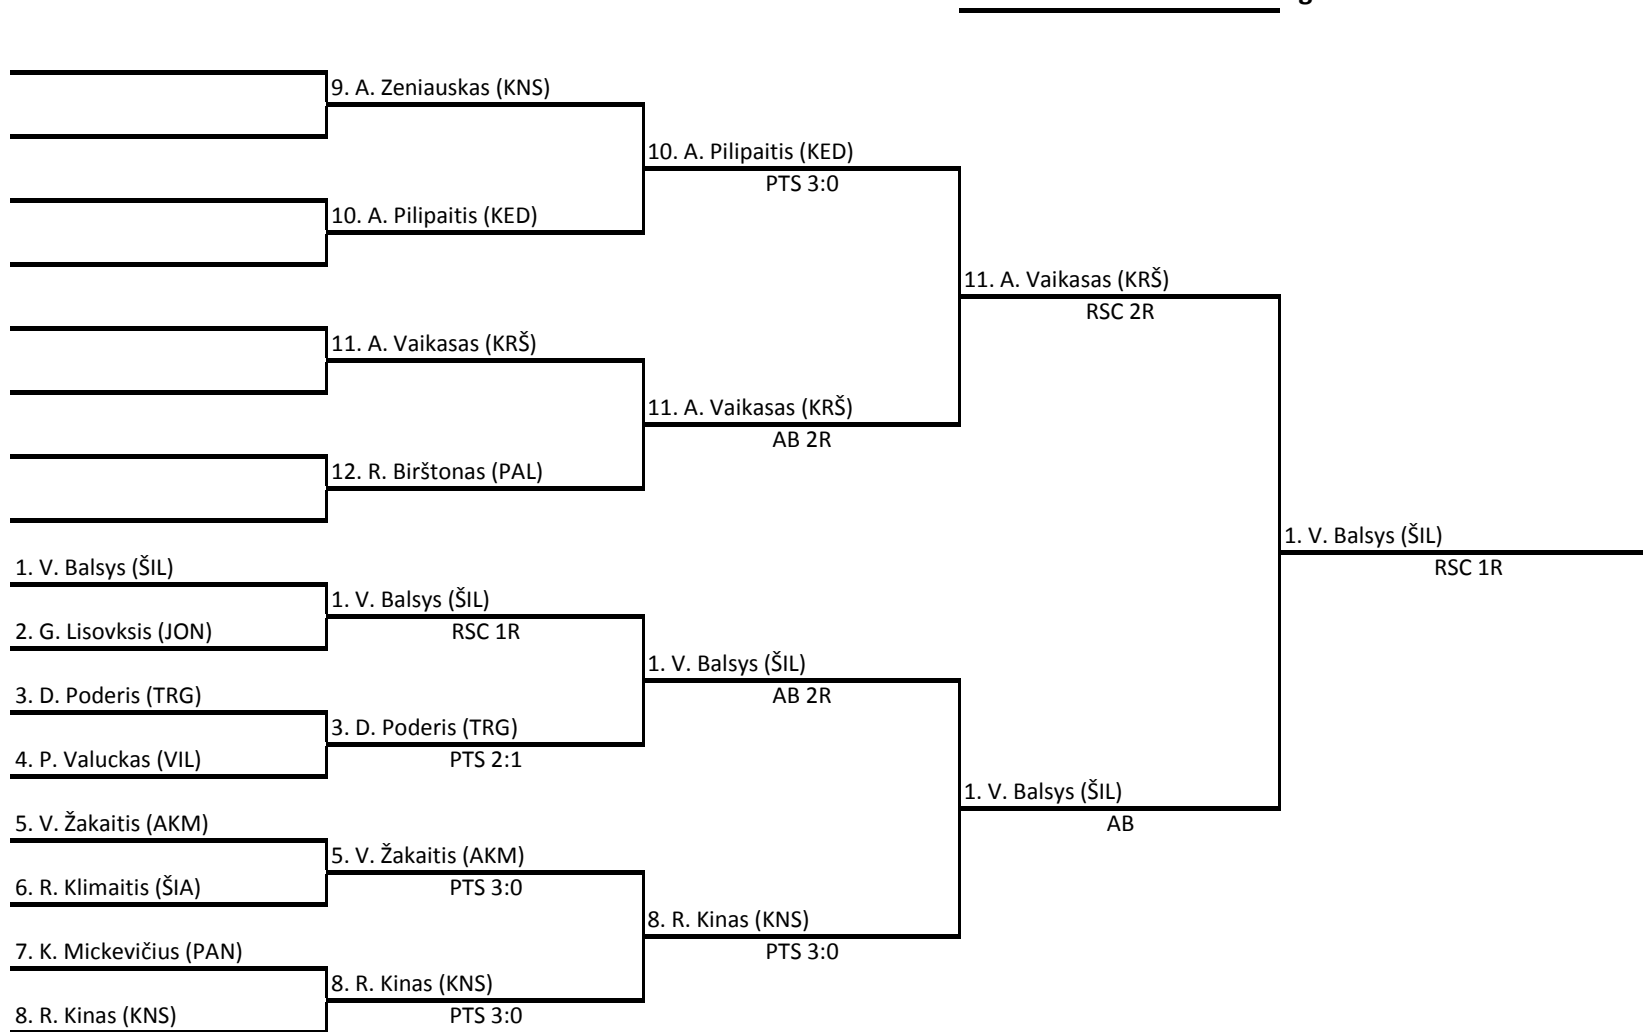 9. A. Zeniauskas (KNS)
10. A. Pilipaitis (KED)
PTS 3:0
10. A. Pilipaitis (KED)
11. A. Vaikasas (KRŠ)
RSC 2R
11. A. Vaikasas (KRŠ)
11. A. Vaikasas (KRŠ)
AB 2R
12. R. Birštonas (PAL)
1. V. Balsys (ŠIL)
RSC 1R
1. V. Balsys (ŠIL)
1. V. Balsys (ŠIL)
RSC 1R
2. G. Lisovksis (JON)
1. V. Balsys (ŠIL)
AB 2R
3. D. Poderis (TRG)
3. D. Poderis (TRG)
PTS 2:1
4. P. Valuckas (VIL)
1. V. Balsys (ŠIL)
AB
5. V. Žakaitis (AKM)
5. V. Žakaitis (AKM)
PTS 3:0
6. R. Klimaitis (ŠIA)
8. R. Kinas (KNS)
PTS 3:0
7. K. Mickevičius (PAN)
8. R. Kinas (KNS)
PTS 3:0
8. R. Kinas (KNS)